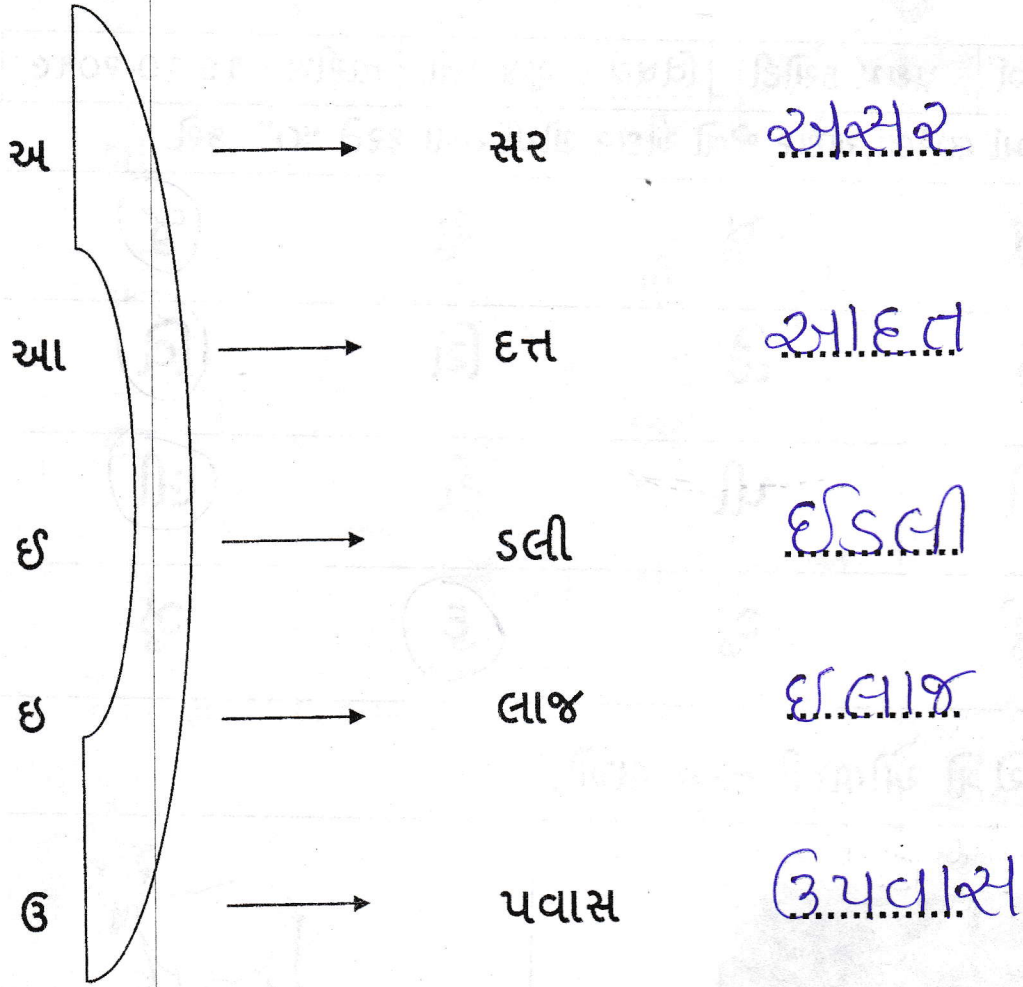 અ → સર અસર
આ → દત્ત આદત
ઈ → ડલી ઈડલી
ઇ → લાજ ઇલાજ
ઉ → પવાસ ઉપવાસ